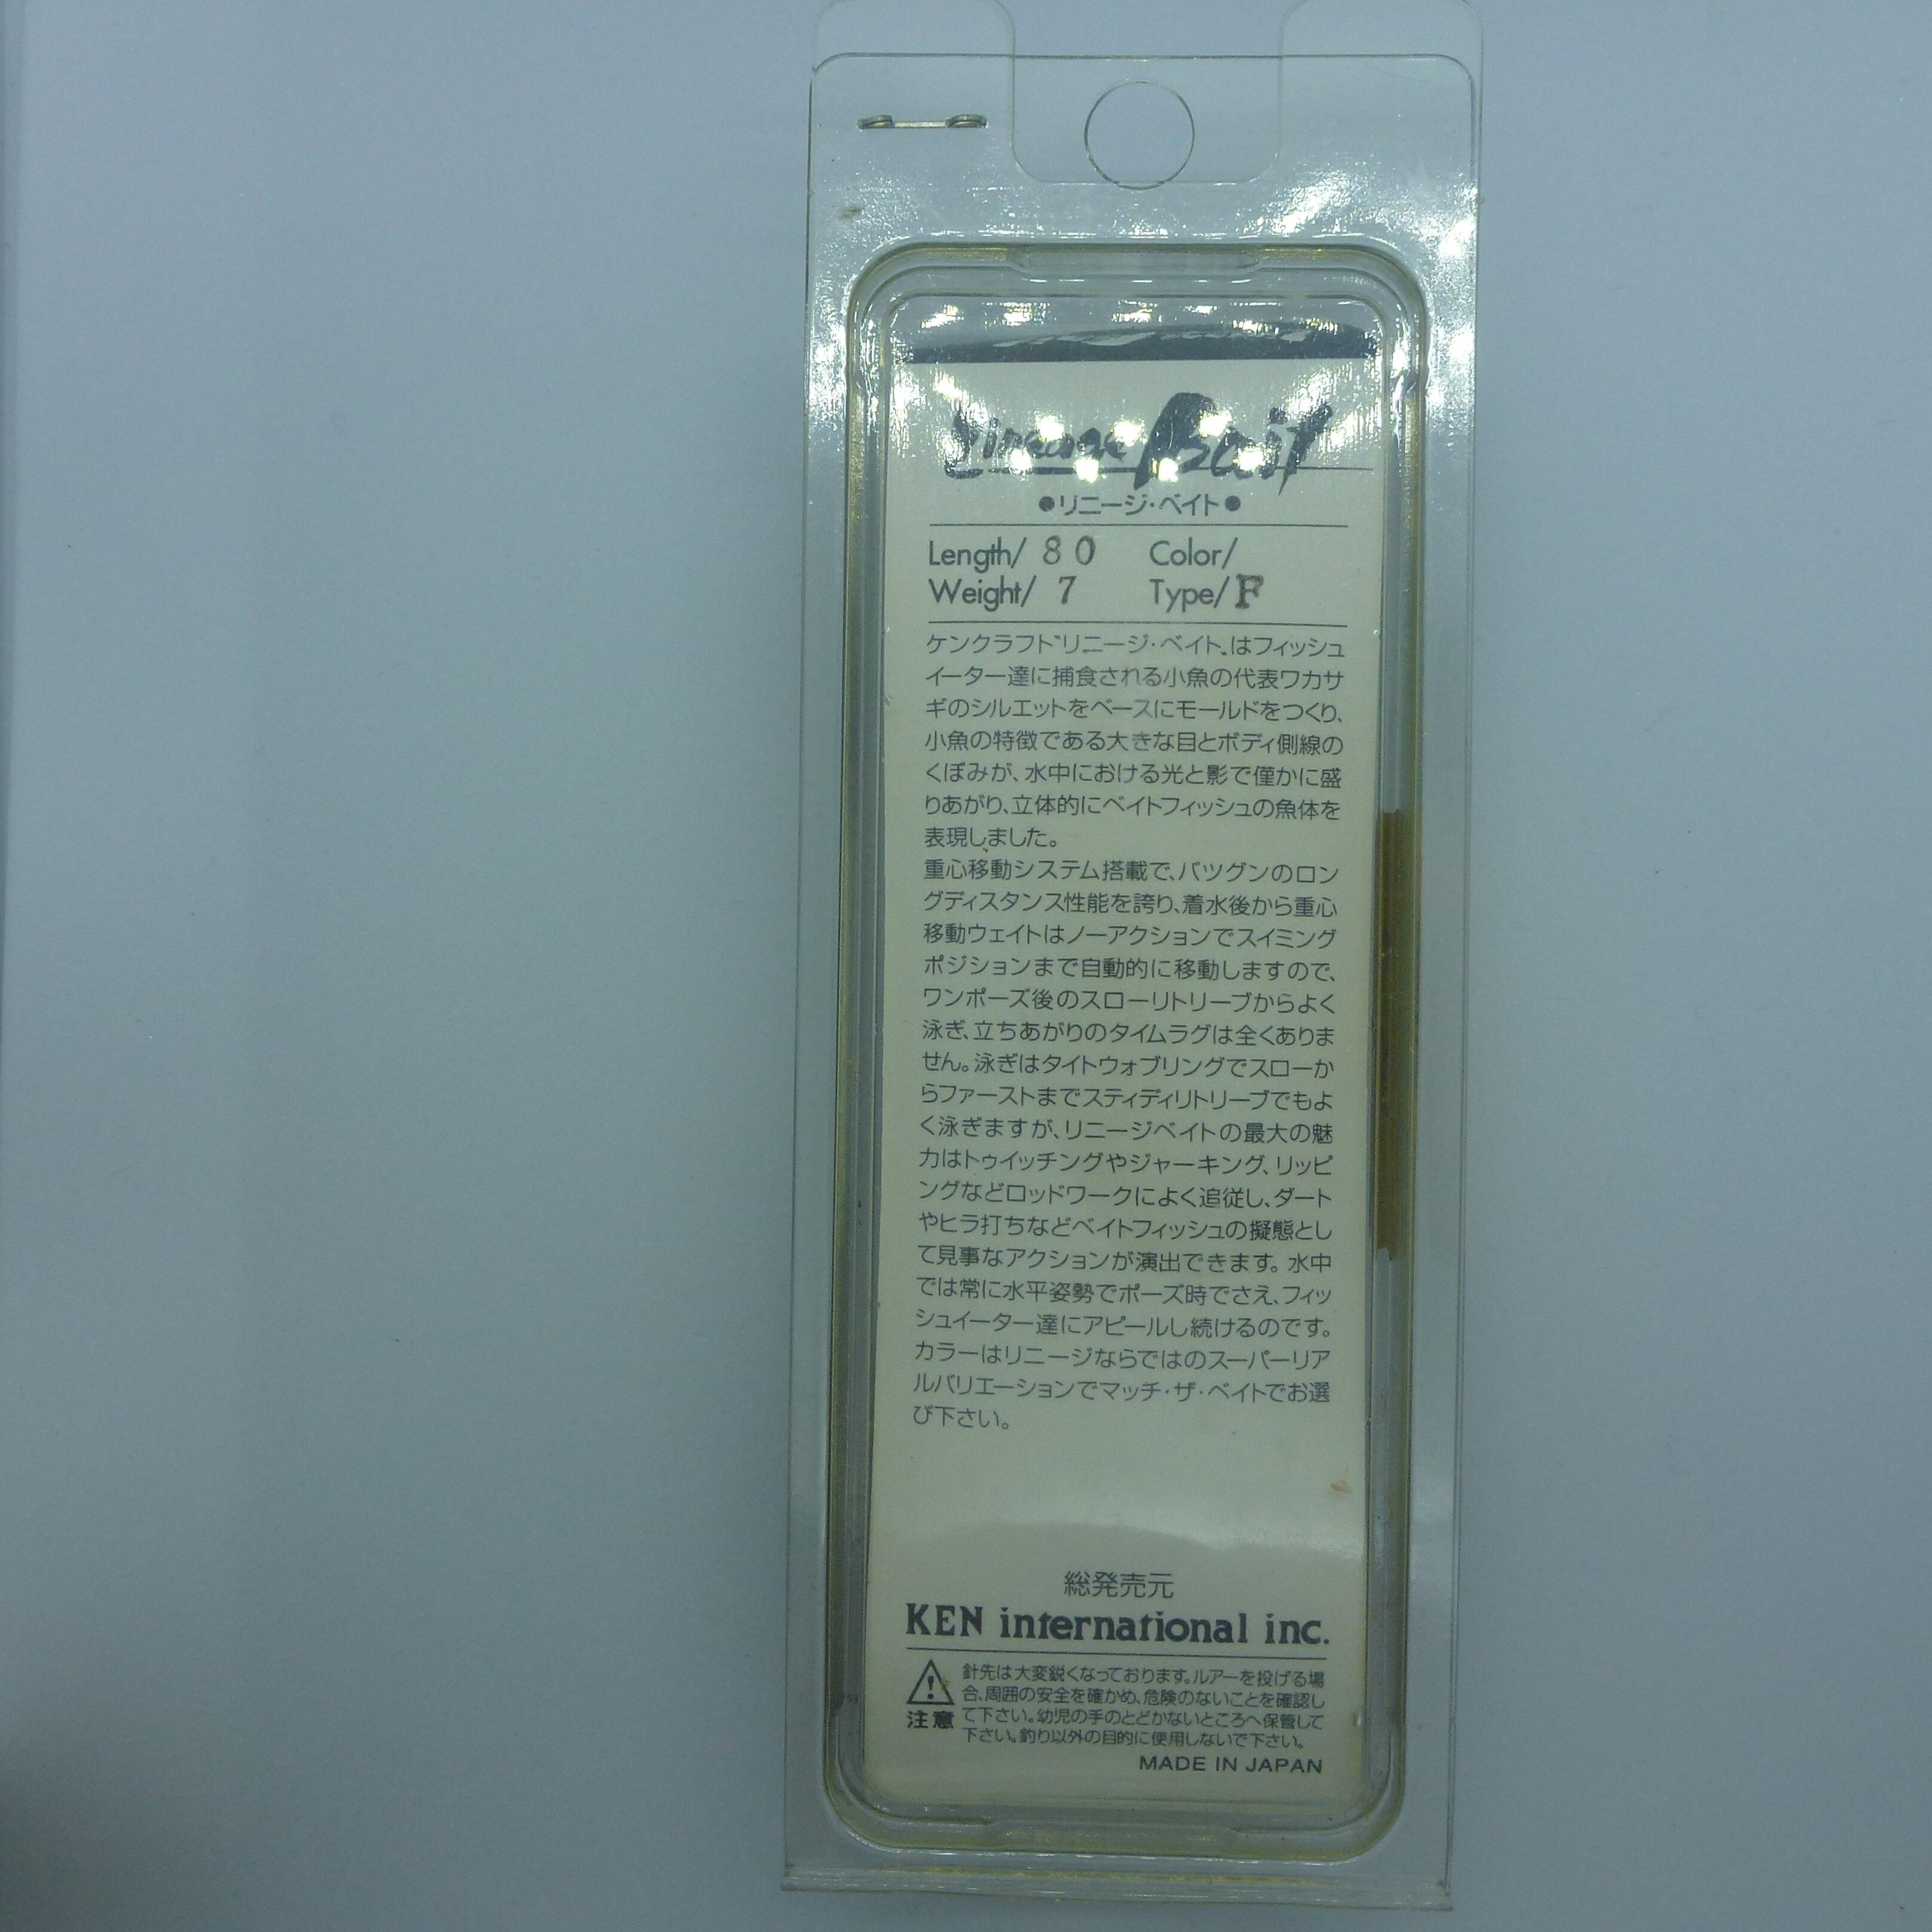 Lineage Bait
●リニージ・ベイト●
Length/ 80 Color/
Weight/ 7 Type/ F
ケンクラフト"リニージ・ベイト„はフィッシュ
イーター達に捕食される小魚の代表ワカサ
ギのシルエットをベースにモールドをつくり、
小魚の特徴である大きな目とボディ側線の
くぼみが、水中における光と影で僅かに盛
りあがり、立体的にベイトフィッシュの魚体を
表現しました。
重心移動システム搭載で、バツグンのロン
グディスタンス性能を誇り、着水後から重心
移動ウェイトはノーアクションでスイミング
ポジションまで自動的に移動しますので、
ワンポーズ後のスローリトリーブからよく
泳ぎ、立ちあがりのタイムラグは全くありま
せん。泳ぎはタイトウォブリングでスローか
らファーストまでスティディリトリーブでもよ
く泳ぎますが、リニージベイトの最大の魅
力はトゥイッチングやジャーキング、リッピ
ングなどロッドワークによく追従し、ダート
やヒラ打ちなどベイトフィッシュの擬態とし
て見事なアクションが演出できます。水中
では常に水平姿勢でポーズ時でさえ、フィッ
シュイーター達にアピールし続けるのです。
カラーはリニージならではのスーパーリア
ルバリエーションでマッチ・ザ・ベイトでお選
び下さい。
総発売元
KEN international inc.
針先は大変鋭くなっております。ルアーを投げる場
合、周囲の安全を確かめ、危険のないことを確認し
て下さい。幼児の手のとどかないところへ保管して
下さい。釣り以外の目的に使用しないで下さい。
注意
MADE IN JAPAN